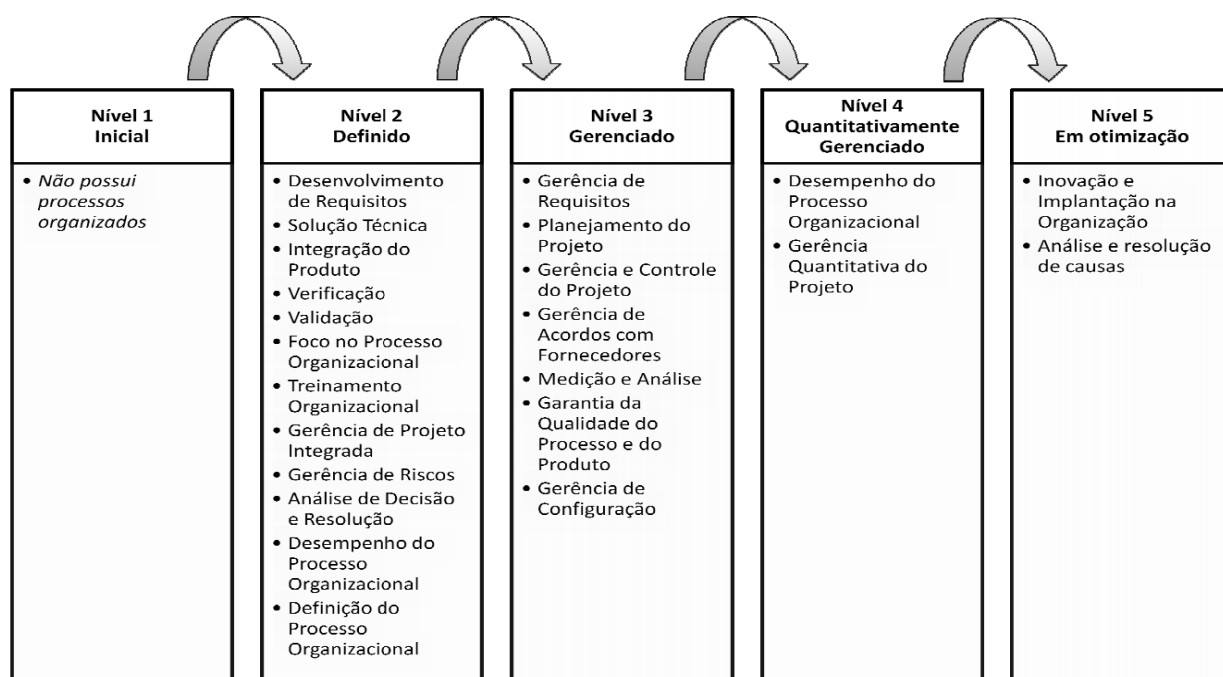 Nível 1
Inicial
• Não possui
processos
organizados
Nível 2
Definido
• Desenvolvimento
de Requisitos
• Solução Técnica
• Integração do
Produto
• Verificação
• Validação
• Foco no Processo
Organizacional
• Treinamento
Organizacional
• Gerência de Projeto
Integrada
• Gerência de Riscos
• Análise de Decisão
e Resolução
• Desempenho do
Processo
Organizacional
• Definição do
Processo
Organizacional
Nível 3
Gerenciado
• Gerência de
Requisitos
• Planejamento do
Projeto
• Gerência e Controle
do Projeto
• Gerência de
Acordos com
Fornecedores
• Medição e Análise
• Garantia da
Qualidade do
Processo e do
Produto
• Gerência de
Configuração
Nível 4
Quantitativamente
Gerenciado
• Desempenho do
Processo
Organizacional
• Gerência
Quantitativa do
Projeto
Nível 5
Em otimização
• Inovação e
Implantação na
Organização
• Análise e resolução
de causas